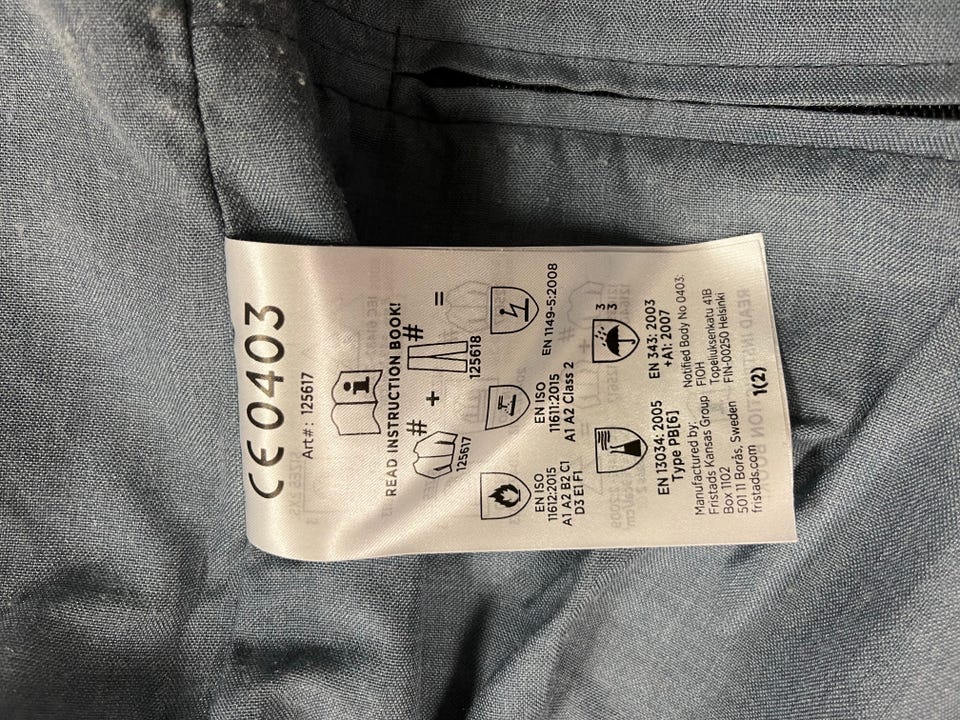 CE 0403
Art#: 125617
READ INSTRUCTION BOOK!
# + # =
125617
125618
EN ISO
11612:2015
A1 A2 B2 C1
D3 E1 F1
EN ISO
11611:2015
A1 A2 Class 2
EN 1149-5:2008
EN 13034: 2005
Type PB[6]
3
3
EN 343: 2003
+A1: 2007
Manufactured by:
Fristads Kansas Group
Box 1102
501 11 Borås, Sweden
fristads.com
Notified Body No 0403:
FIOH
Topeliuksenkatu 41B
FIN-00250 Helsinki
1(2)